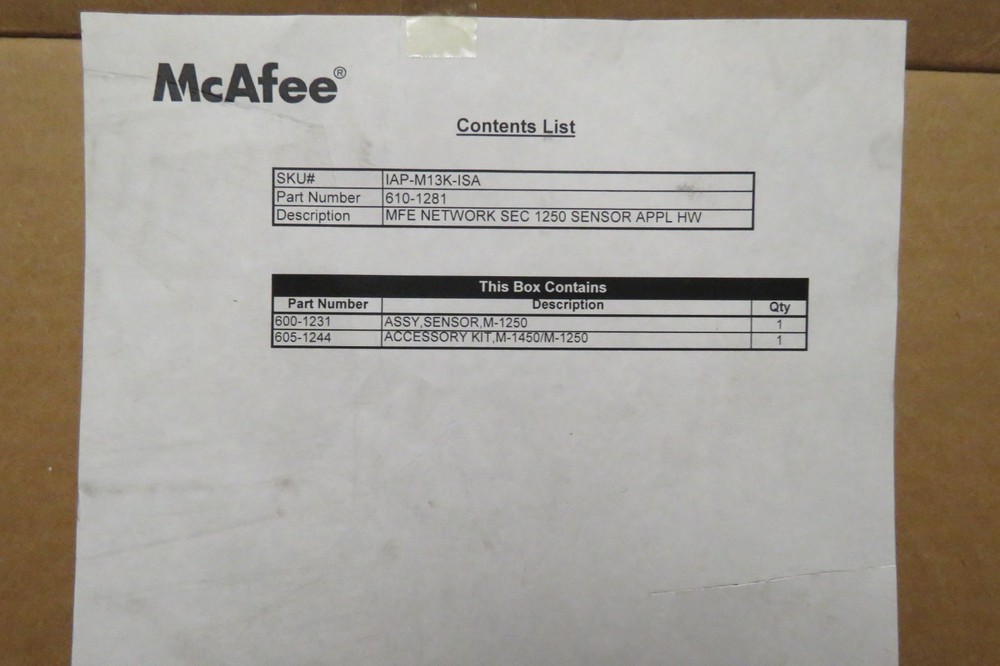 McAfee®
Contents List
SKU# IAP-M13K-ISA
Part Number 610-1281
Description MFE NETWORK SEC 1250 SENSOR APPL HW
This Box Contains
Part Number Description Qty
600-1231 ASSY,SENSOR,M-1250 1
605-1244 ACCESSORY KIT,M-1450/M-1250 1